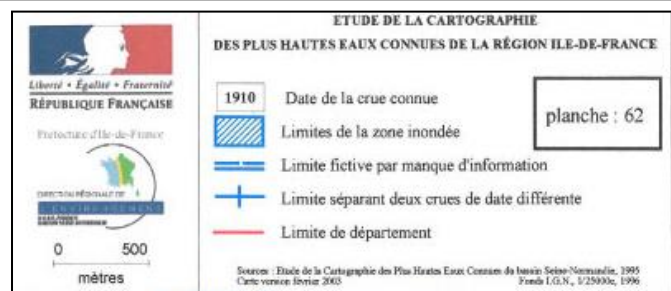 Liberté • Égalité • Fraternité
RÉPUBLIQUE FRANÇAISE
Préfecture d'Ile-de-France
DIRECTION RÉGIONALE DE
L'ENVIRONNEMENT
0 500
mètres
ETUDE DE LA CARTOGRAPHIE
DES PLUS HAUTES EAUX CONNUES DE LA RÉGION ILE-DE-FRANCE
1910 Date de la crue connue
Limites de la zone inondée
Limite fictive par manque d'information
Limite séparant deux crues de date différente
Limite de département
planche : 62
Sources : Etude de la Cartographie des Plus Hautes Eaux Connues du bassin Seine-Normandie, 1995
Carte version février 2003 Fonds I.G.N., 1/25000e, 1996